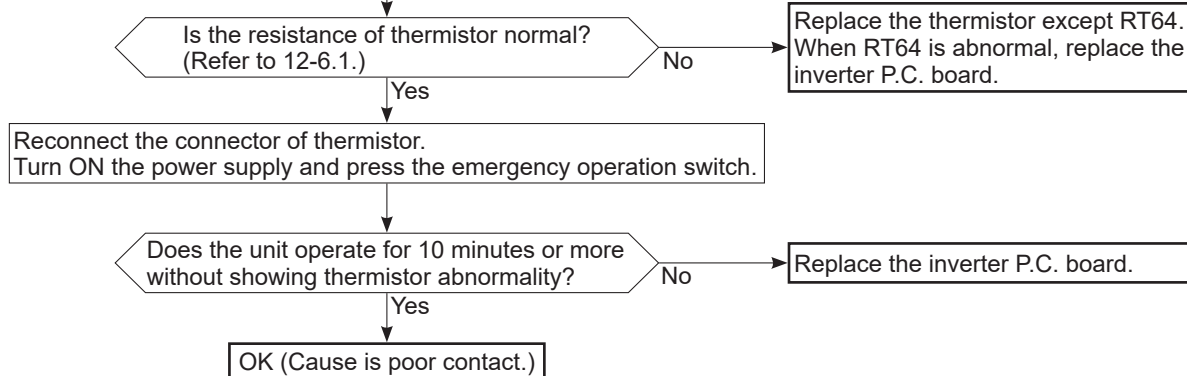 Is the resistance of thermistor normal?
(Refer to 12-6.1.)
No
Replace the thermistor except RT64.
When RT64 is abnormal, replace the
inverter P.C. board.
Yes
Reconnect the connector of thermistor.
Turn ON the power supply and press the emergency operation switch.
Does the unit operate for 10 minutes or more
without showing thermistor abnormality?
No
Replace the inverter P.C. board.
Yes
OK (Cause is poor contact.)